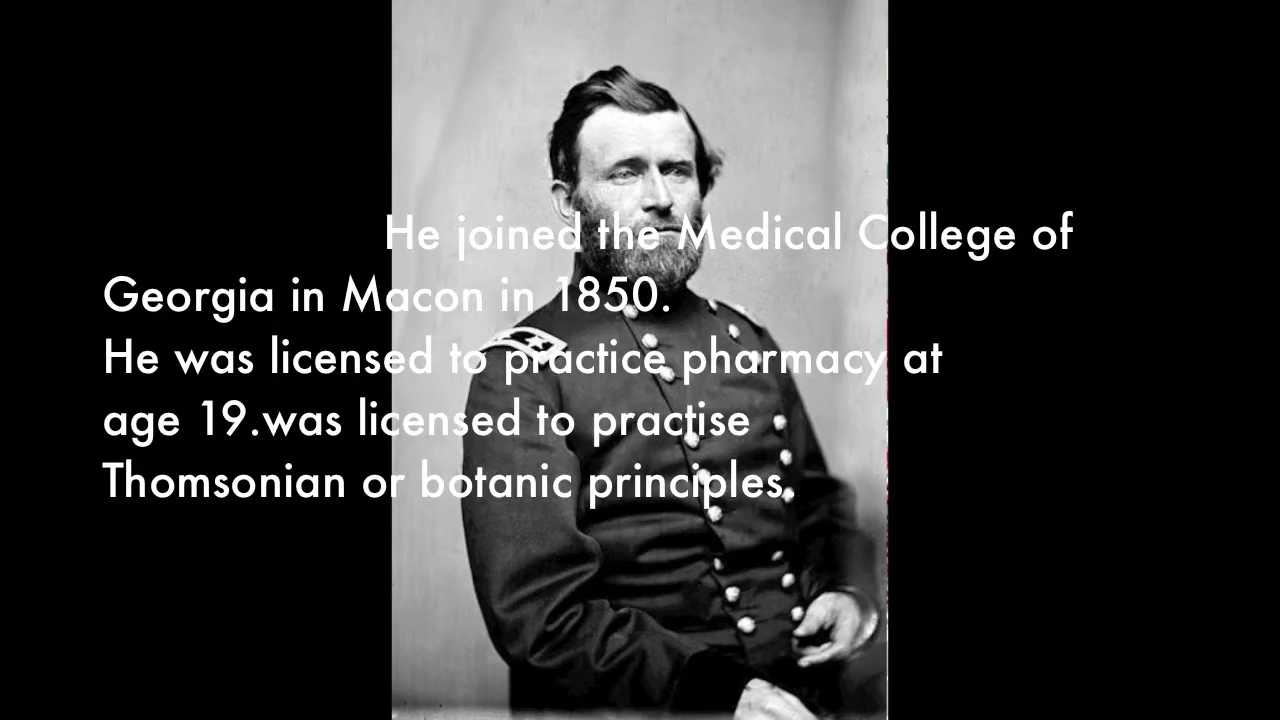 He joined the Medical College of
Georgia in Macon in 1850.
He was licensed to practice pharmacy at
age 19.was licensed to practise
Thomsonian or botanic principles.